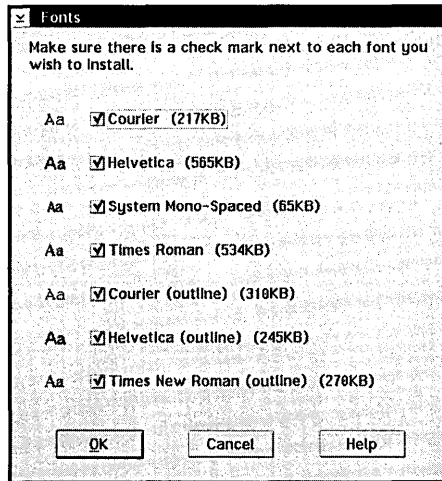 Fonts
Make sure there is a check mark next to each font you
wish to install.
Aa Courier (217KB)
Aa Helvetica (565KB)
Aa System Mono-Spaced (65KB)
Aa Times Roman (534KB)
Aa Courier (outline) (310KB)
Aa Helvetica (outline) (245KB)
Aa Times New Roman (outline) (270KB)
OK Cancel Help